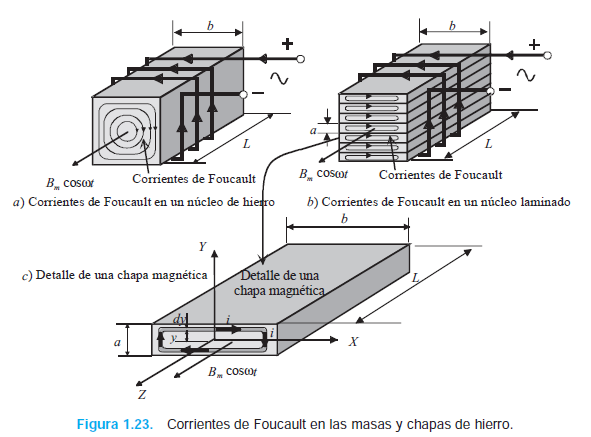 b
+
−
L
B_m cosωt
Corrientes de Foucault
a) Corrientes de Foucault en un núcleo de hierro
b
+
−
a
L
B_m cosωt
Corrientes de Foucault
b) Corrientes de Foucault en un núcleo laminado
b
Y
c) Detalle de una chapa magnética
Detalle de una
chapa magnética
L
dy
i
a
y
i
X
B_m cosωt
Z
Figura 1.23. Corrientes de Foucault en las masas y chapas de hierro.